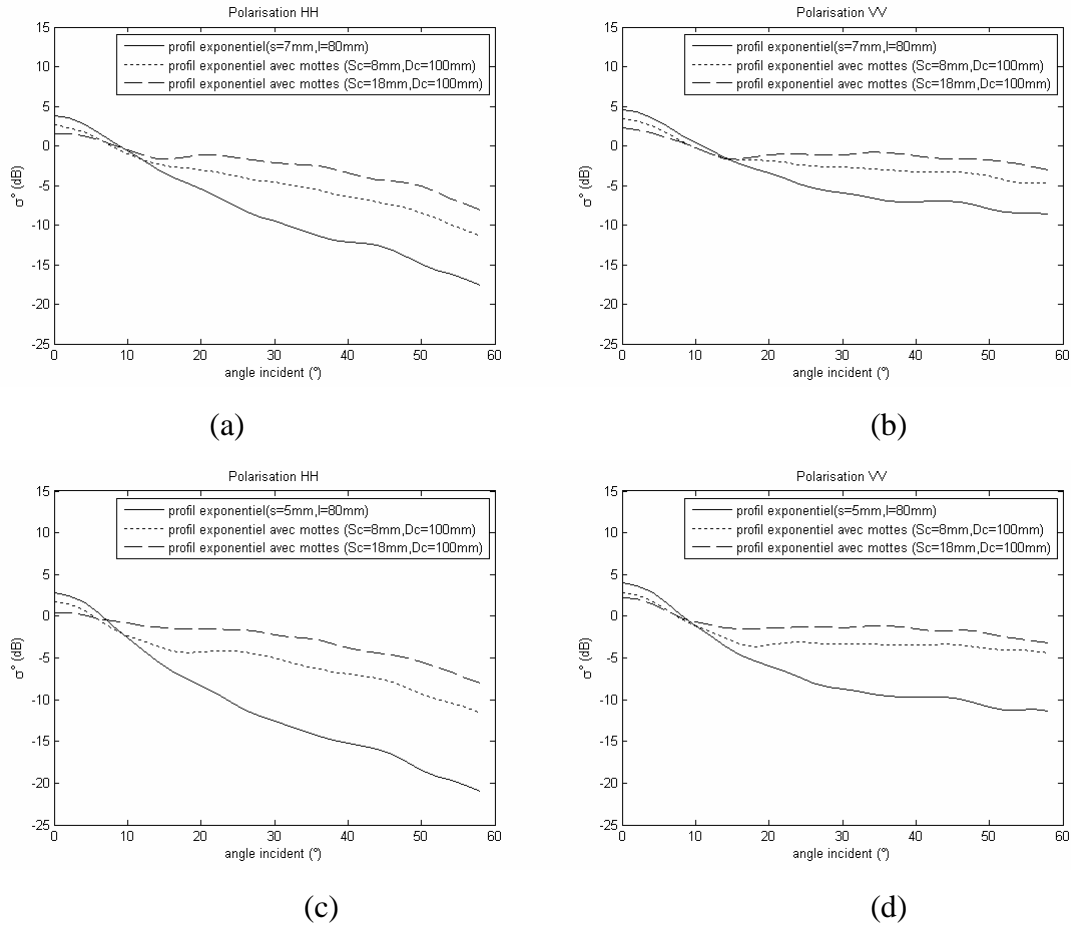 Polarisation HH
15
10
5
0
-5
-10
-15
-20
-25
σ° (dB)
profil exponentiel(s=7mm,l=80mm)
profil exponentiel avec mottes (Sc=8mm,Dc=100mm)
profil exponentiel avec mottes (Sc=18mm,Dc=100mm)
0 10 20 30 40 50 60
angle incident (°)
(a)
Polarisation VV
15
10
5
0
-5
-10
-15
-20
-25
σ° (dB)
profil exponentiel(s=7mm,l=80mm)
profil exponentiel avec mottes (Sc=8mm,Dc=100mm)
profil exponentiel avec mottes (Sc=18mm,Dc=100mm)
0 10 20 30 40 50 60
angle incident (°)
(b)
Polarisation HH
15
10
5
0
-5
-10
-15
-20
-25
σ° (dB)
profil exponentiel(s=5mm,l=80mm)
profil exponentiel avec mottes (Sc=8mm,Dc=100mm)
profil exponentiel avec mottes (Sc=18mm,Dc=100mm)
0 10 20 30 40 50 60
angle incident (°)
(c)
Polarisation VV
15
10
5
0
-5
-10
-15
-20
-25
σ° (dB)
profil exponentiel(s=5mm,l=80mm)
profil exponentiel avec mottes (Sc=8mm,Dc=100mm)
profil exponentiel avec mottes (Sc=18mm,Dc=100mm)
0 10 20 30 40 50 60
angle incident (°)
(d)